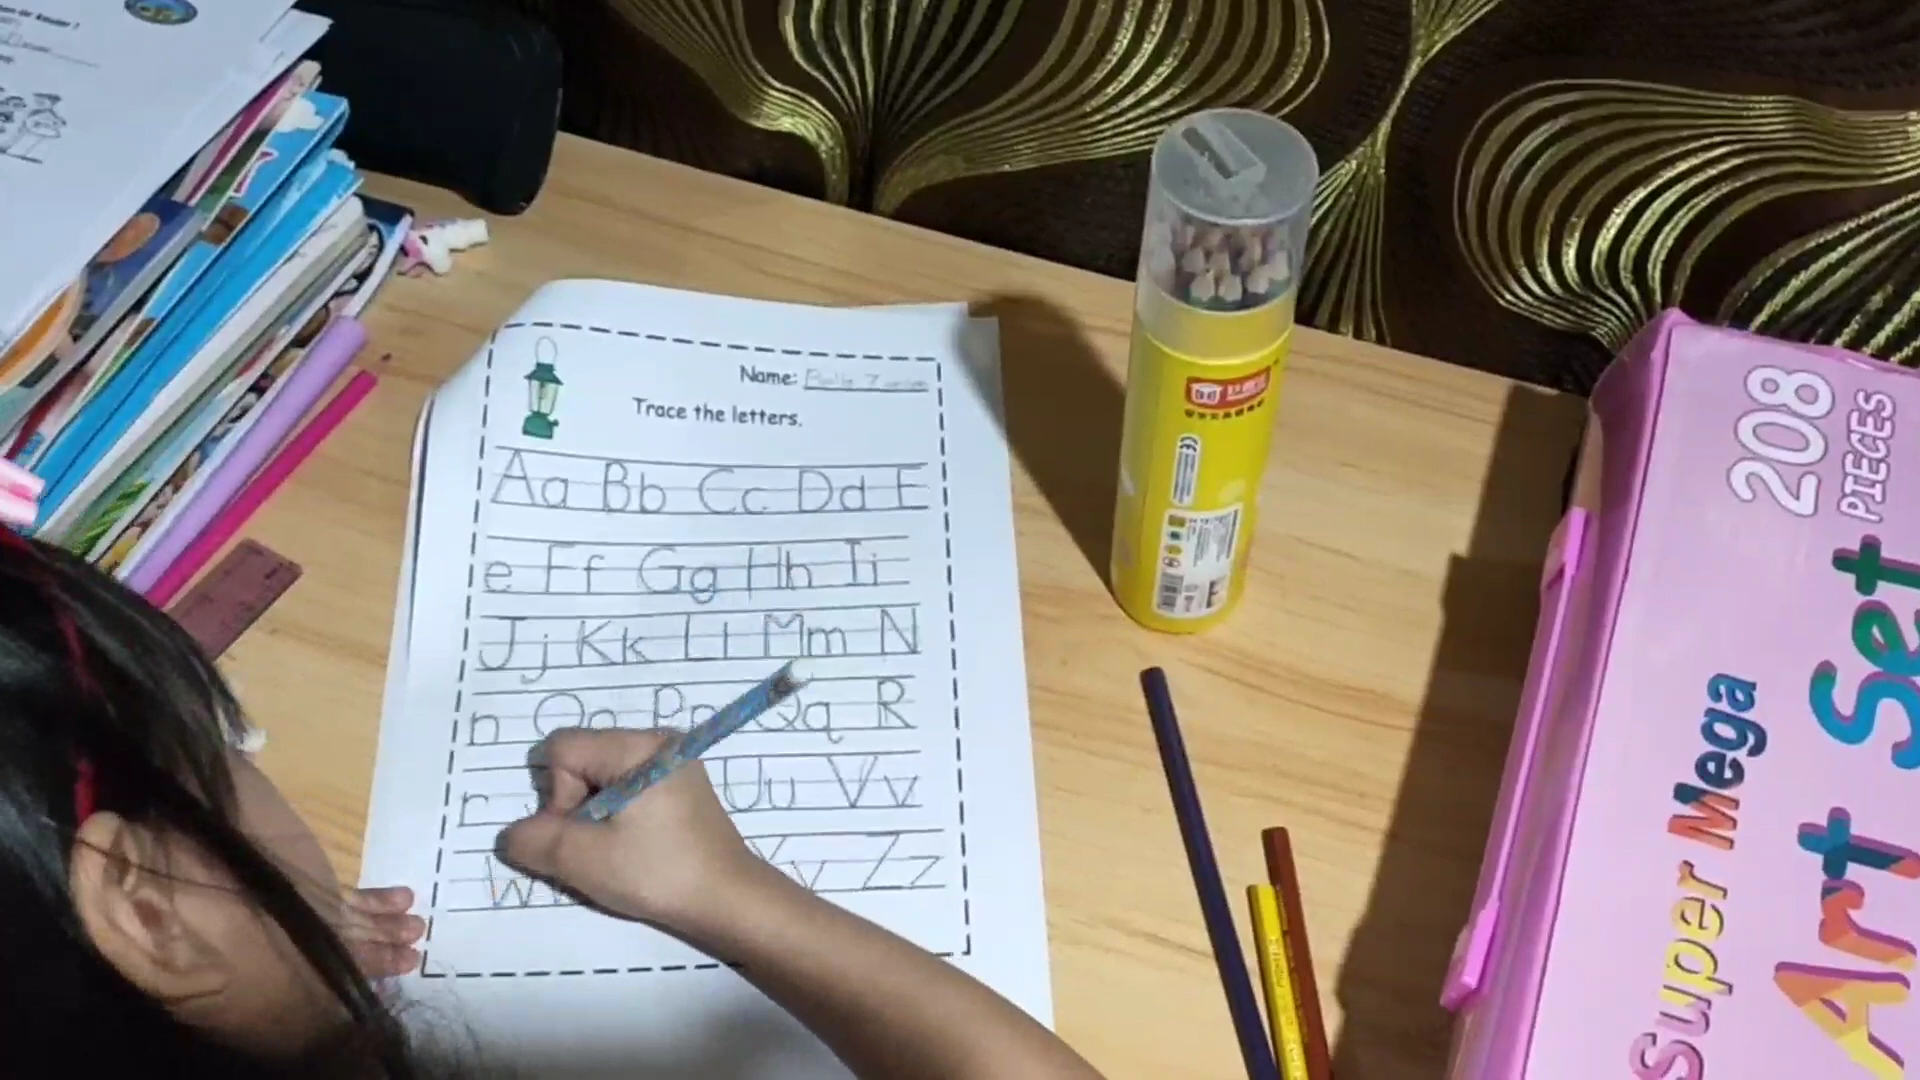 Name:
Trace the letters.
Aa Bb Cc Dd E
e Ff Gg Hh Ii
Jj Kk Ll Mm N
n Oo Pp Qq R
r Uu Vv
W Yy Zz
208
PIECES
Super Mega
Art Set